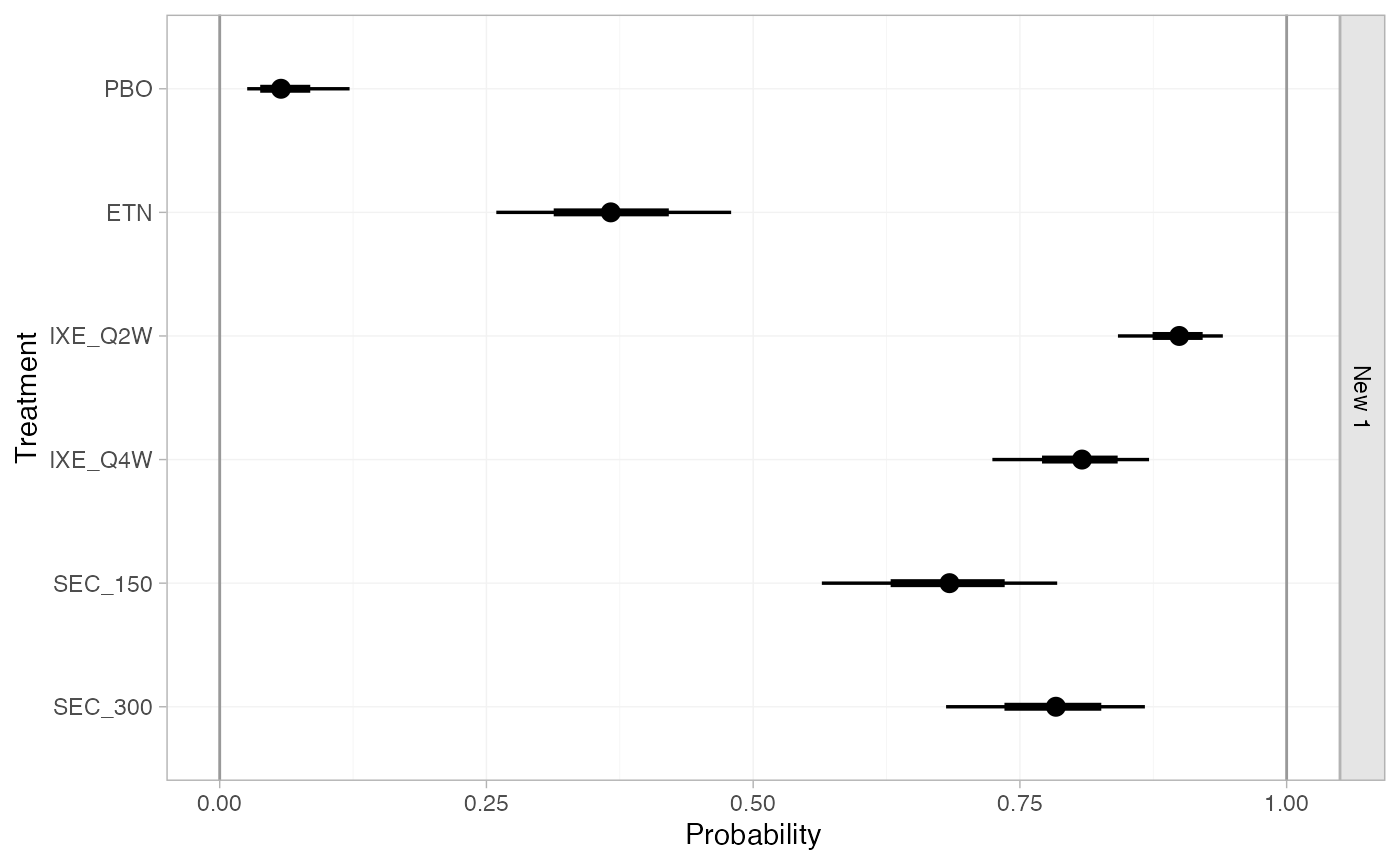 PBO
ETN
IXE_Q2W
IXE_Q4W
SEC_150
SEC_300
Treatment
New 1
0.00 0.25 0.50 0.75 1.00
Probability